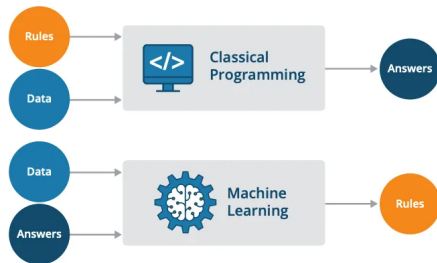 Rules
Data
</>
Classical
Programming
Answers
Data
Answers
Machine
Learning
Rules